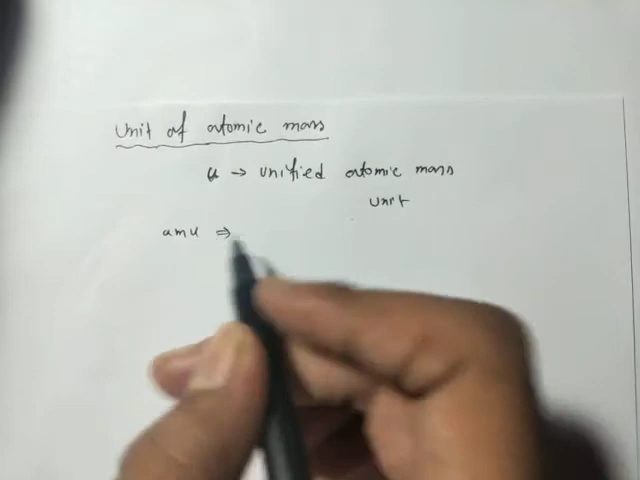 Unit of atomic mass
u → unified atomic mass
unit
amu ⇒